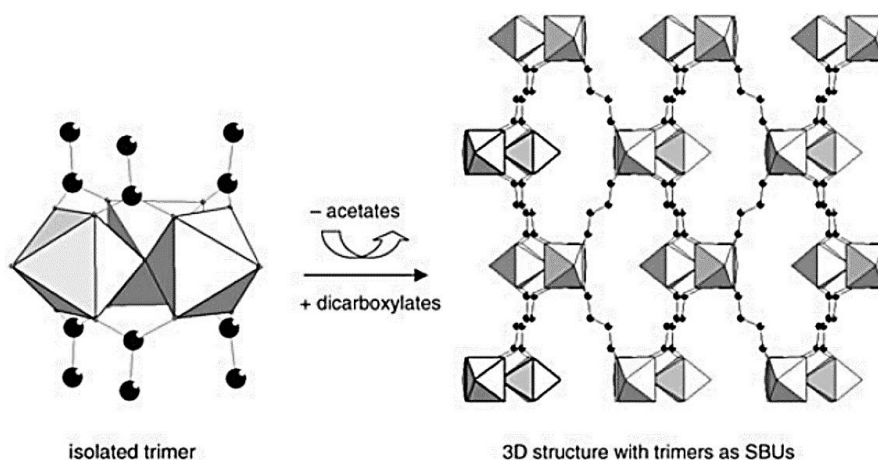 – acetates
+ dicarboxylates
isolated trimer
3D structure with trimers as SBUs